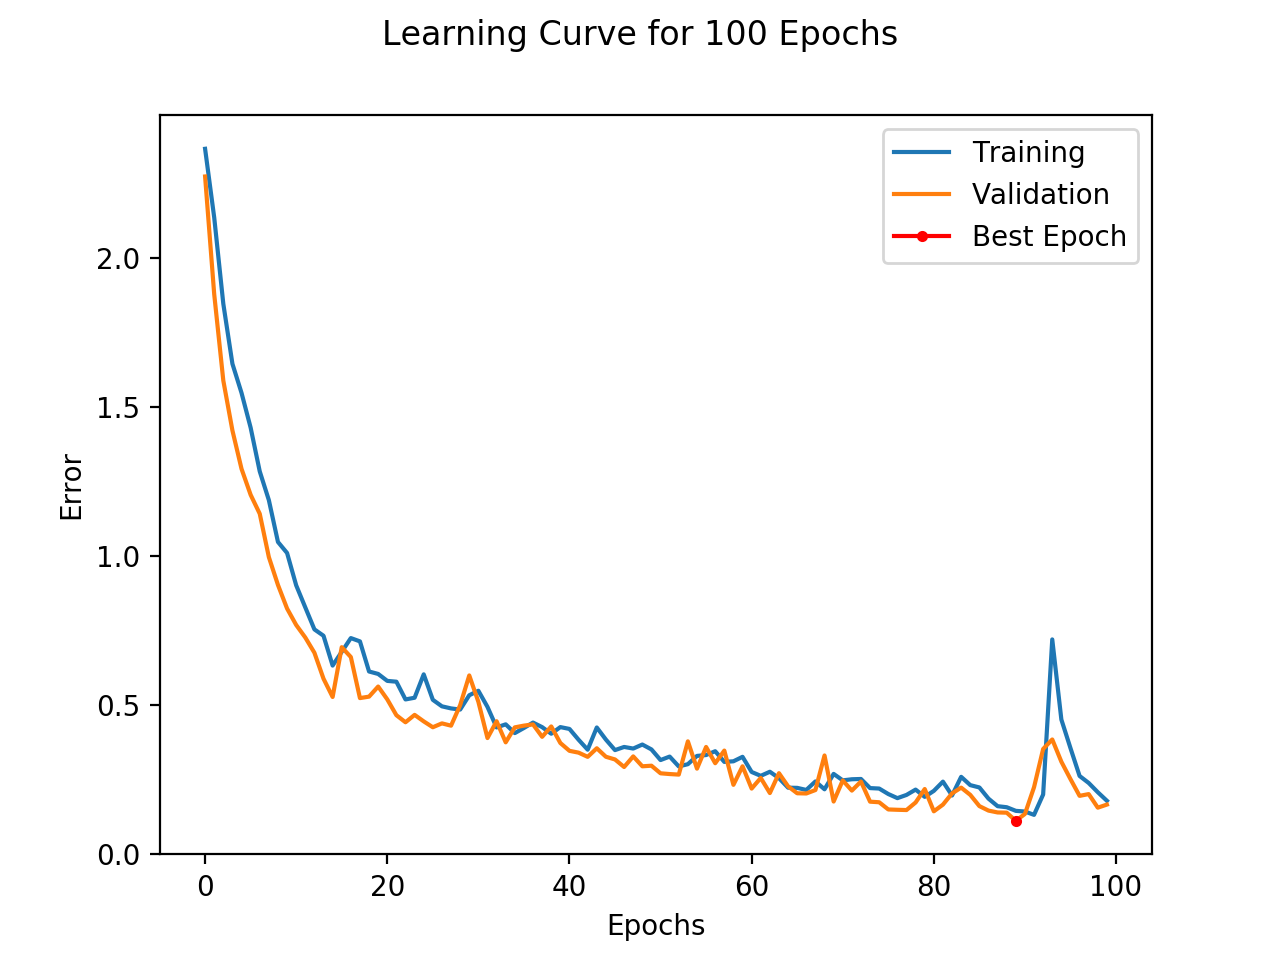 Learning Curve for 100 Epochs
Training
Validation
Best Epoch
2.0
1.5
1.0
0.5
0.0
Error
0 20 40 60 80 100
Epochs